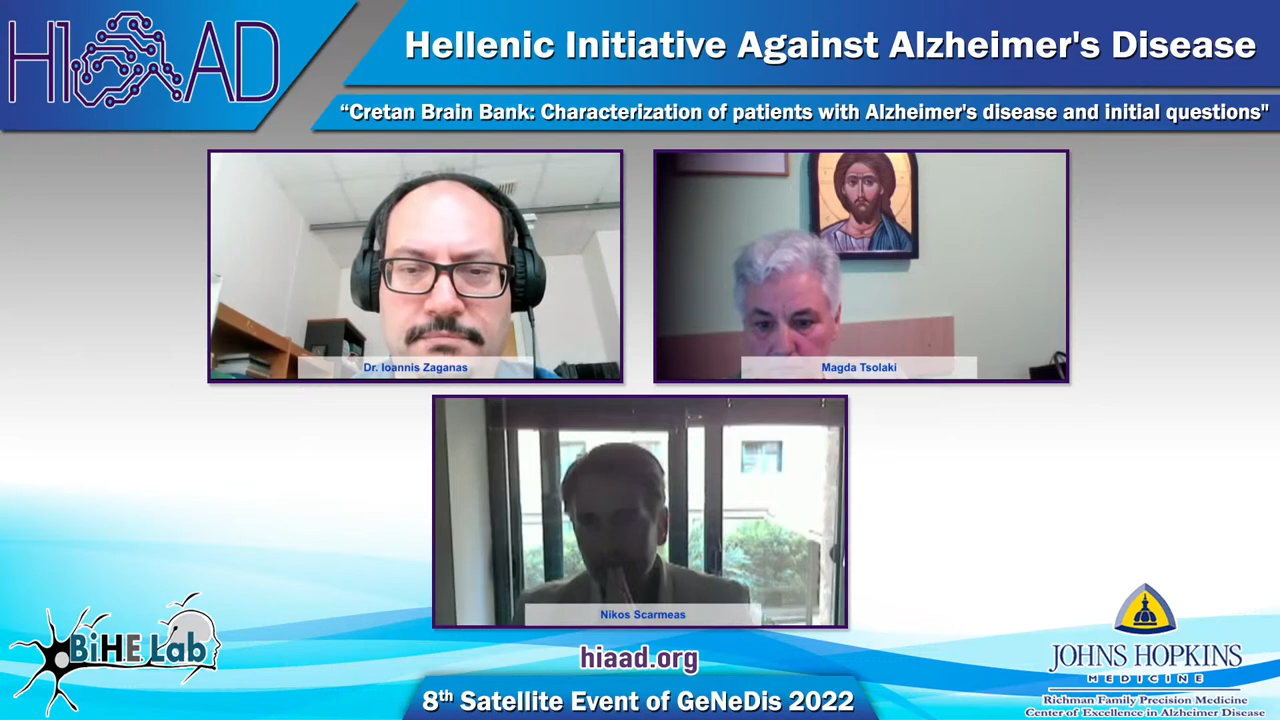 HIAAD
Hellenic Initiative Against Alzheimer's Disease
“Cretan Brain Bank: Characterization of patients with Alzheimer's disease and initial questions"
Dr. Ioannis Zaganas
Magda Tsolaki
Nikos Scarmeas
BiHE Lab
hiaad.org
8th Satellite Event of GeNeDis 2022
JOHNS HOPKINS
MEDICINE
Richman Family Precision Medicine
Center of Excellence in Alzheimer Disease